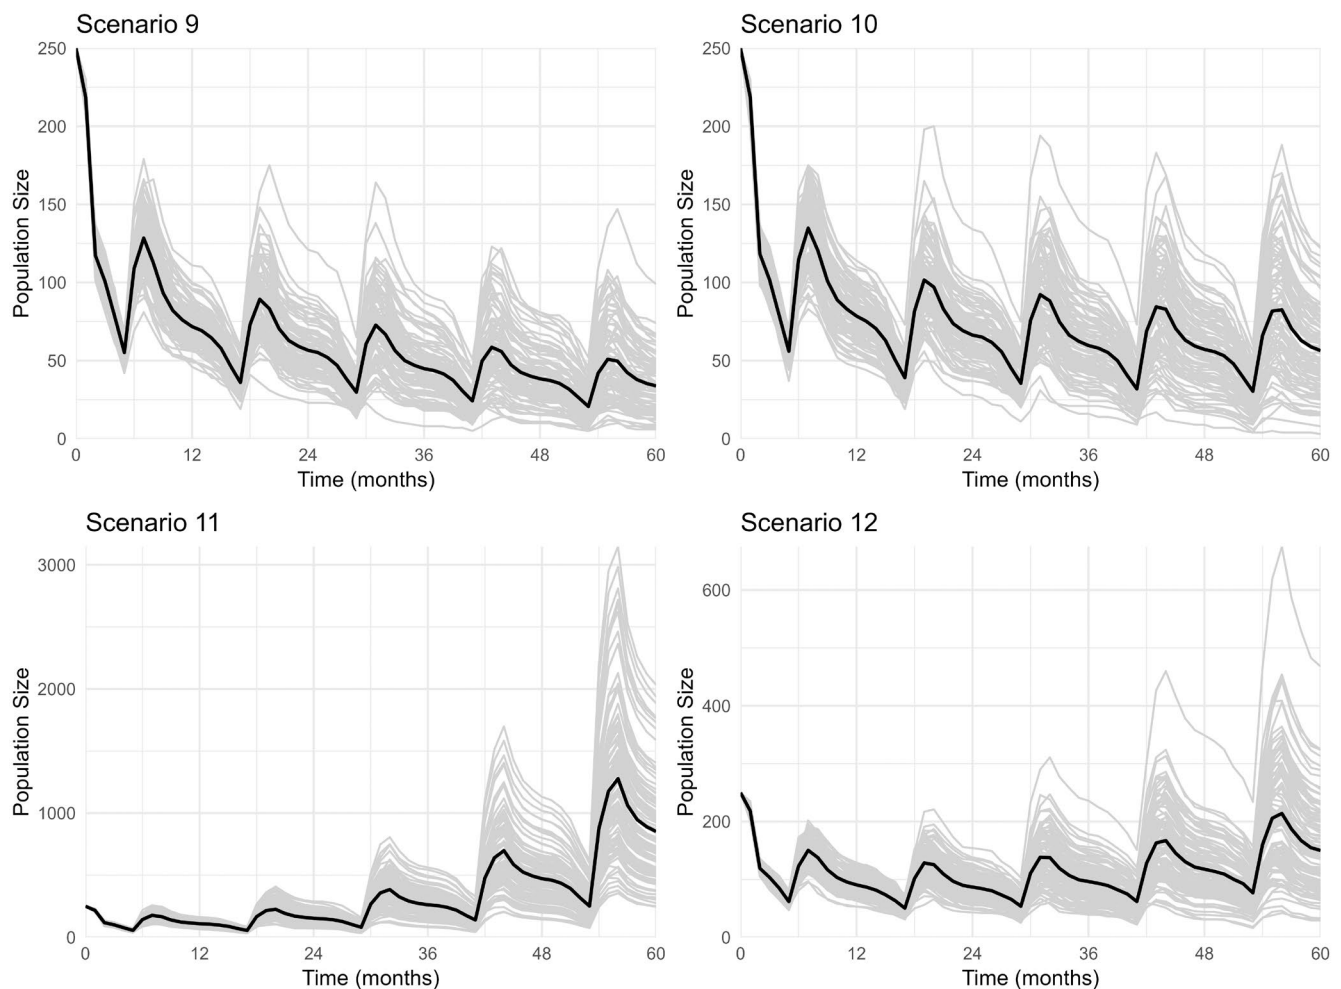 Scenario 9
250
200
150
100
50
0
Population Size
0 12 24 36 48 60
Time (months)
Scenario 10
250
200
150
100
50
0
Population Size
0 12 24 36 48 60
Time (months)
Scenario 11
3000
2000
1000
0
Population Size
0 12 24 36 48 60
Time (months)
Scenario 12
600
400
200
0
Population Size
0 12 24 36 48 60
Time (months)